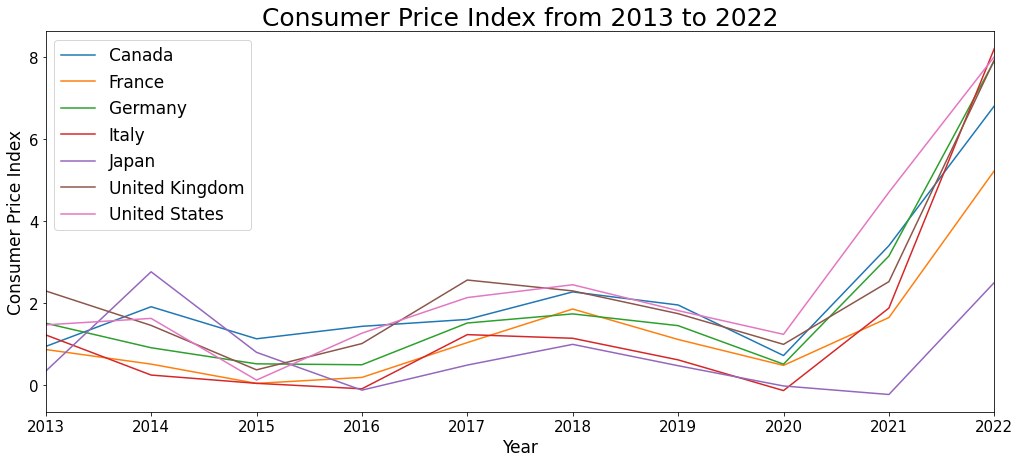 Consumer Price Index from 2013 to 2022
Canada
France
Germany
Italy
Japan
United Kingdom
United States
Consumer Price Index
8
6
4
2
0
2013 2014 2015 2016 2017 2018 2019 2020 2021 2022
Year